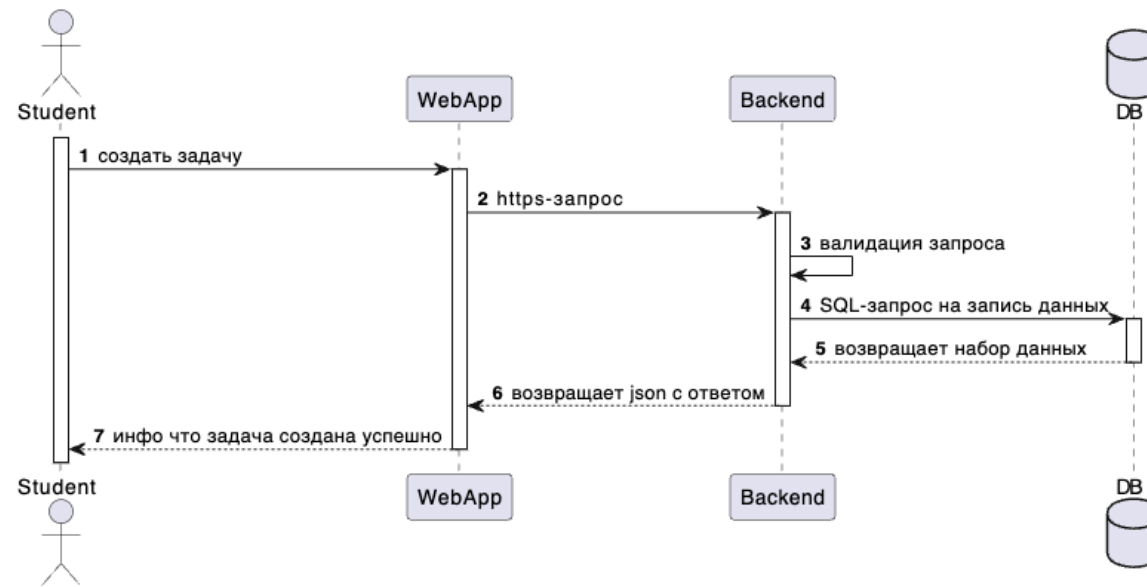 Student
WebApp
Backend
DB
1 создать задачу
2 https-запрос
3 валидация запроса
4 SQL-запрос на запись данных
5 возвращает набор данных
6 возвращает json с ответом
7 инфо что задача создана успешно
Student
WebApp
Backend
DB